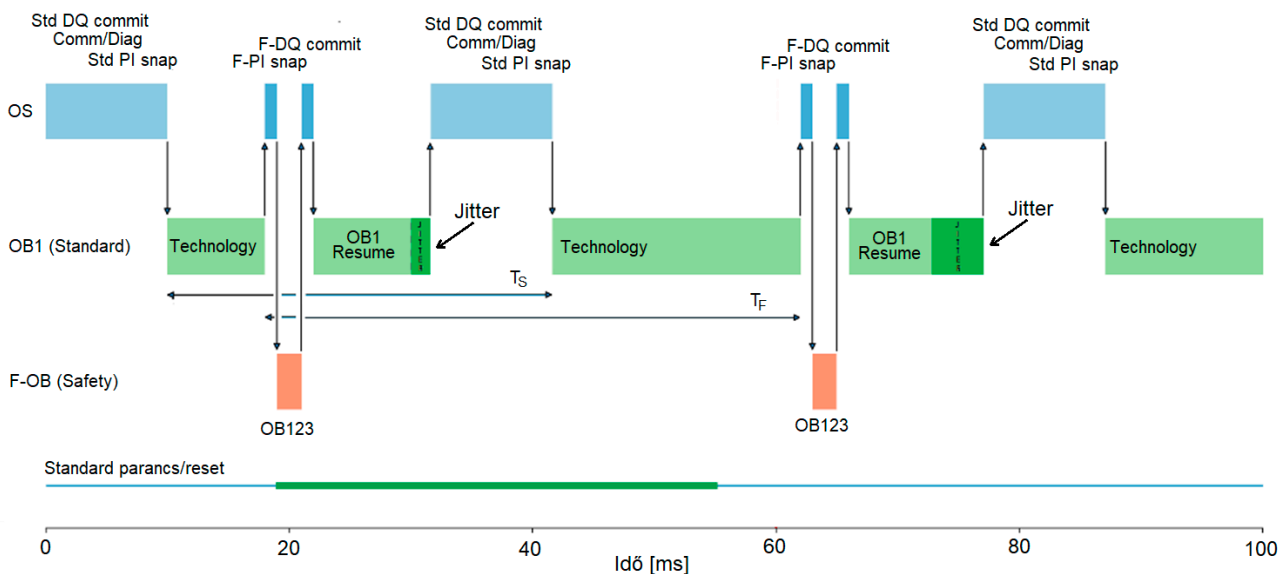 Std DQ commit
Comm/Diag
Std PI snap
F-DQ commit
F-PI snap
Std DQ commit
Comm/Diag
Std PI snap
F-DQ commit
F-PI snap
Std DQ commit
Comm/Diag
Std PI snap
OS
OB1 (Standard)
Technology
OB1
Resume
JITTER
Jitter
Technology
OB1
Resume
JITTER
Jitter
Technology
TS
TF
F-OB (Safety)
OB123
OB123
Standard parancs/reset
0 20 40 60 80 100
Idő [ms]